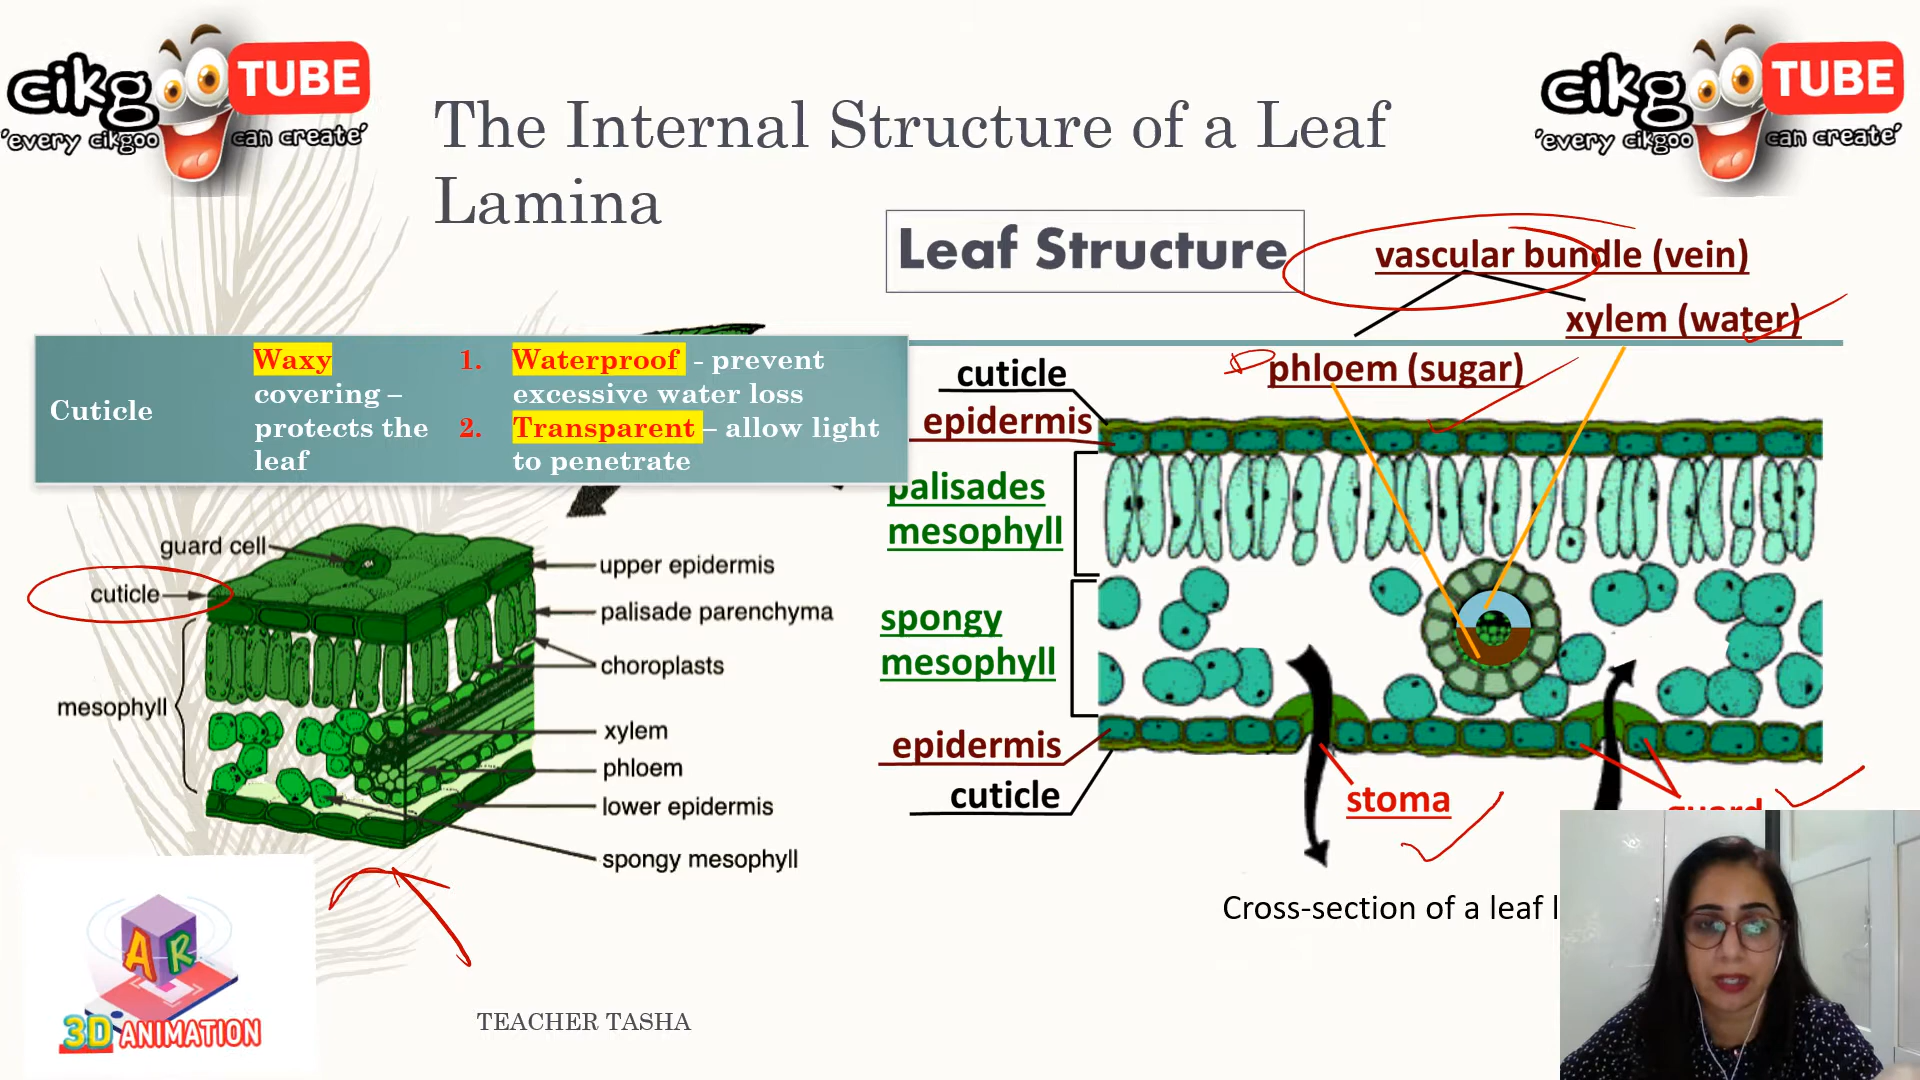 cikg
TUBE
'every cikgoo
can create'
cikg
TUBE
'every cikgoo
can create'
The Internal Structure of a Leaf
Lamina
Leaf Structure
vascular bundle (vein)
xylem (water)
phloem (sugar)
Cuticle
Waxy
covering –
protects the
leaf
1. Waterproof - prevent
excessive water loss
2. Transparent – allow light
to penetrate
cuticle
epidermis
palisades
mesophyll
spongy
mesophyll
epidermis
cuticle
stoma
guard
guard cell
cuticle
mesophyll
upper epidermis
palisade parenchyma
choroplasts
xylem
phloem
lower epidermis
spongy mesophyll
Cross-section of a leaf
AR
3D ANIMATION
TEACHER TASHA